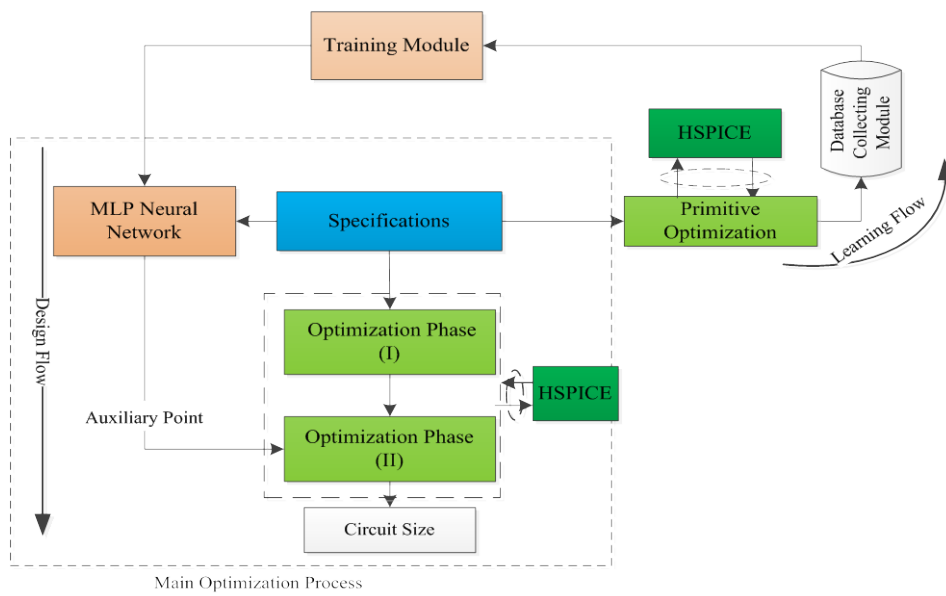 Training Module
HSPICE
Database
Collecting
Module
MLP Neural
Network
Specifications
Primitive
Optimization
Learning Flow
Design Flow
Optimization Phase
(I)
HSPICE
Auxiliary Point
Optimization Phase
(II)
Circuit Size
Main Optimization Process